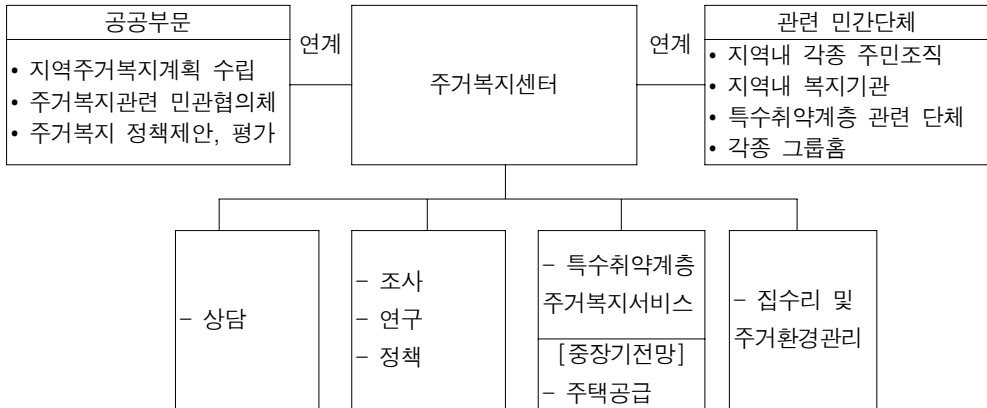 공공부문
• 지역주거복지계획 수립
• 주거복지관련 민관협의체
• 주거복지 정책제안, 평가
연계
주거복지센터
연계
관련 민간단체
• 지역내 각종 주민조직
• 지역내 복지기관
• 특수취약계층 관련 단체
• 각종 그룹홈
– 상담
– 조사
– 연구
– 정책
– 특수취약계층
주거복지서비스
[중장기전망]
– 주택공급
– 집수리 및
주거환경관리